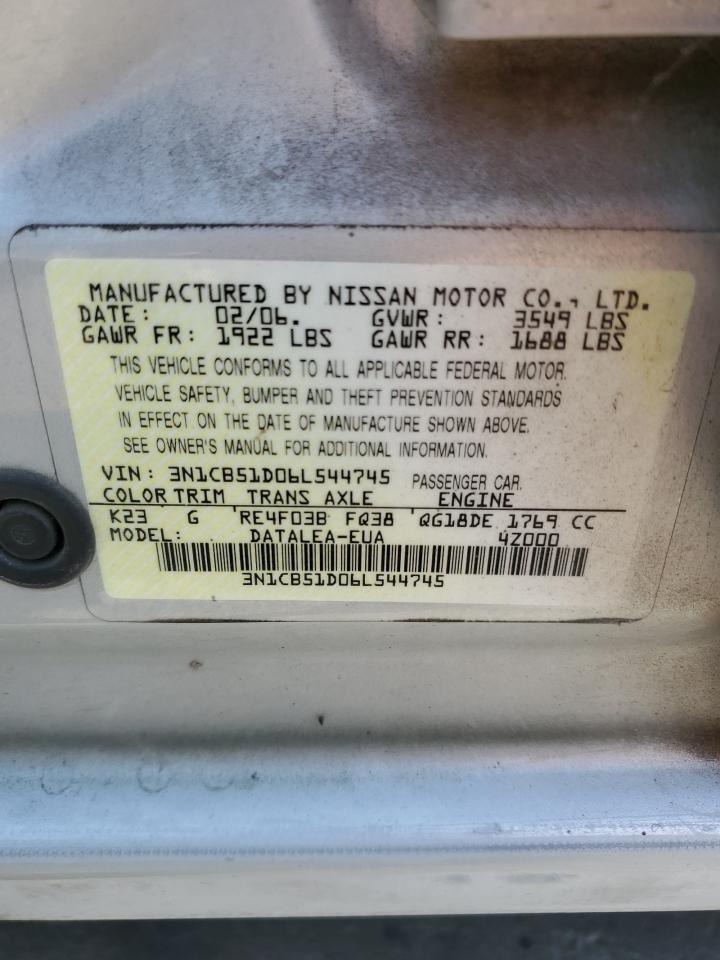 MANUFACTURED BY NISSAN MOTOR CO., LTD.
DATE: 02/06. GVWR: 3549 LBS
GAWR FR: 1922 LBS GAWR RR: 1688 LBS
THIS VEHICLE CONFORMS TO ALL APPLICABLE FEDERAL MOTOR
VEHICLE SAFETY, BUMPER AND THEFT PREVENTION STANDARDS
IN EFFECT ON THE DATE OF MANUFACTURE SHOWN ABOVE.
SEE OWNER'S MANUAL FOR ADDITIONAL INFORMATION.
VIN: 3N1CB51D06L544745 PASSENGER CAR
COLOR TRIM TRANS AXLE ENGINE
K23 G RE4F03B FQ38 QG18DE 1769 CC
MODEL: DATALEA-EUA 4Z000
3N1CB51D06L544745